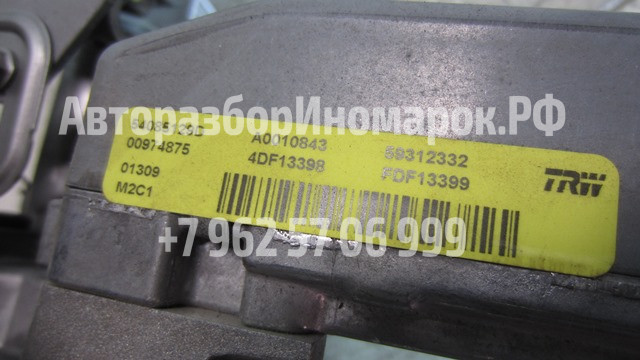 АвторазборИномарок.РФ
A0010843
59312332
00974875
4DF13398
FDF13399
TRW
01309
M2C1
+7 962 57 06 999